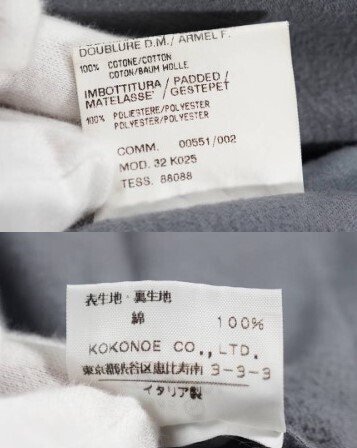 DOUBLURE D.M./ARMEL F.
100% COTONE/COTTON
COTON/BAUM WOLLE
IMBOTTITURA/PADDED/
MATELASSE'/GESTEPET
100% POLIESTERE/POLYESTER
POLYESTER/POLYESTER
COMM. 00551/002
MOD. 32 K025
TESS. 88088
表生地・裏生地
綿 100%
KOKONOE CO.,LTD.
東京都渋谷区恵比寿南 3-3-3
イタリア製